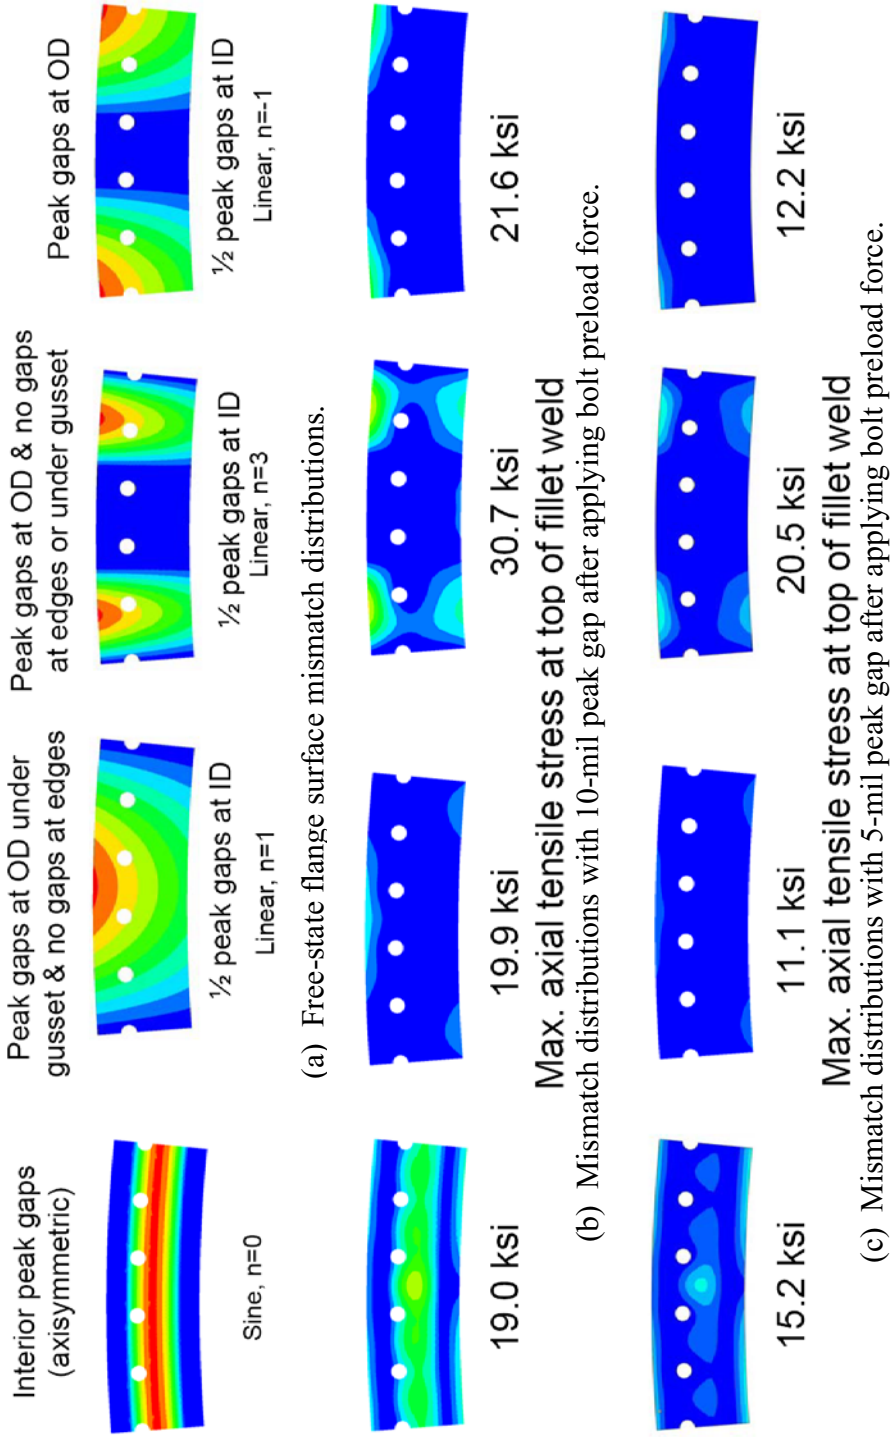 Interior peak gaps
(axisymmetric)
Peak gaps at OD under
gusset & no gaps at edges
Peak gaps at OD & no gaps
at edges or under gusset
Peak gaps at OD
Sine, n=0
½ peak gaps at ID
Linear, n=1
½ peak gaps at ID
Linear, n=3
½ peak gaps at ID
Linear, n=-1
(a) Free-state flange surface mismatch distributions.
19.0 ksi
19.9 ksi
30.7 ksi
21.6 ksi
Max. axial tensile stress at top of fillet weld
(b) Mismatch distributions with 10-mil peak gap after applying bolt preload force.
15.2 ksi
11.1 ksi
20.5 ksi
12.2 ksi
Max. axial tensile stress at top of fillet weld
(c) Mismatch distributions with 5-mil peak gap after applying bolt preload force.